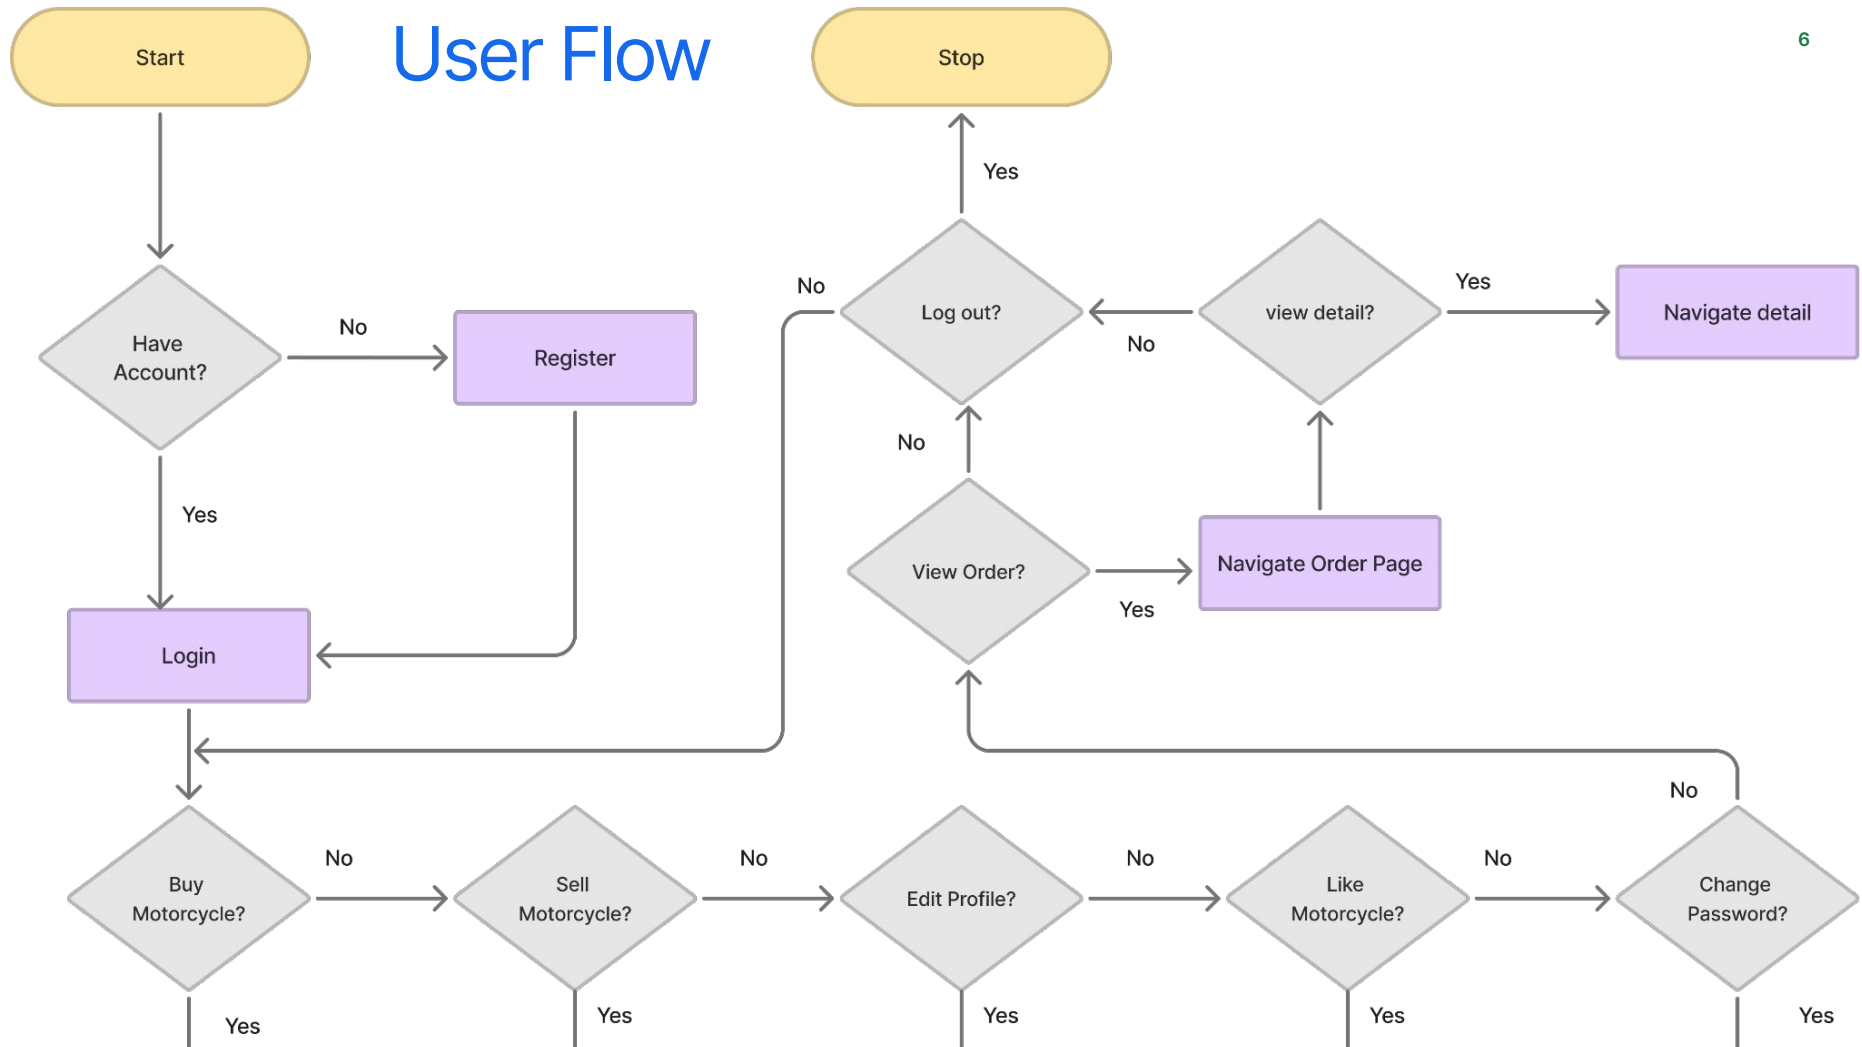 Start
User Flow
Stop
6
Yes
Have
Account?
No
Register
No
Log out?
No
view detail?
Yes
Navigate detail
Yes
No
View Order?
Yes
Navigate Order Page
Login
No
Buy
Motorcycle?
No
Sell
Motorcycle?
No
Edit Profile?
No
Like
Motorcycle?
No
Change
Password?
Yes
Yes
Yes
Yes
Yes